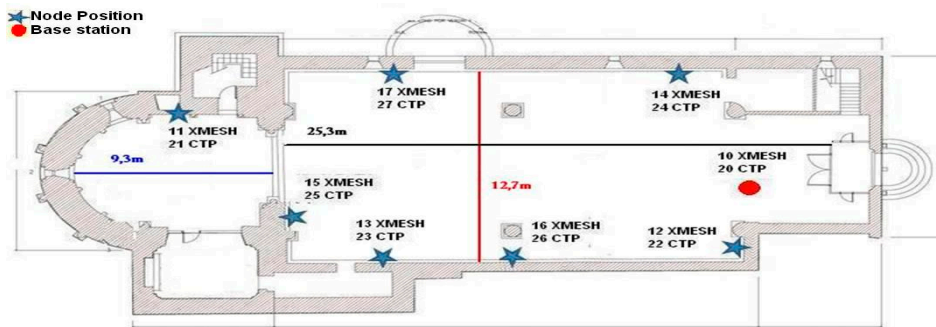 Node Position
Base station
17 XMESH
27 CTP
14 XMESH
24 CTP
11 XMESH
21 CTP
25,3m
9,3m
10 XMESH
20 CTP
15 XMESH
25 CTP
12,7m
13 XMESH
23 CTP
16 XMESH
26 CTP
12 XMESH
22 CTP